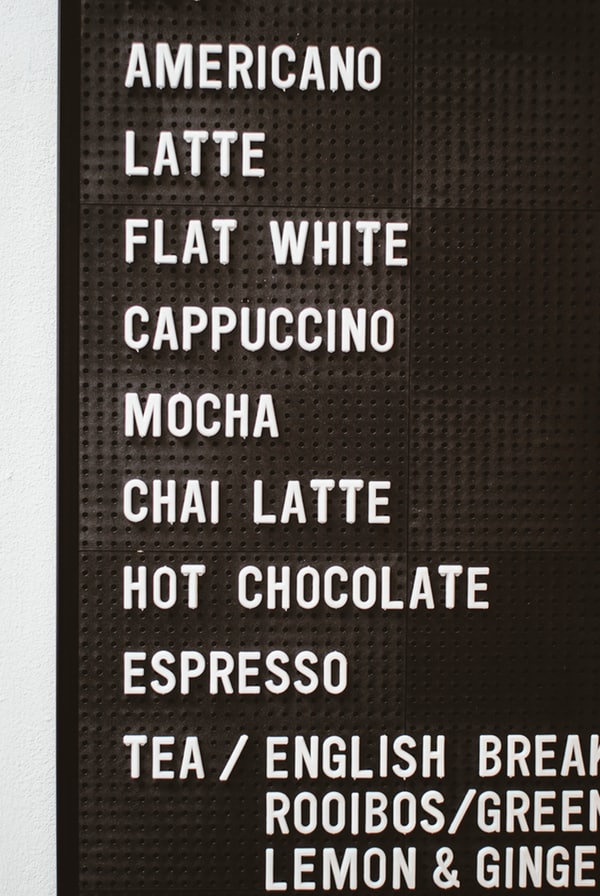 AMERICANO
LATTE
FLAT WHITE
CAPPUCCINO
MOCHA
CHAI LATTE
HOT CHOCOLATE
ESPRESSO
TEA / ENGLISH BREAK
ROOIBOS/GREEN
LEMON & GINGE